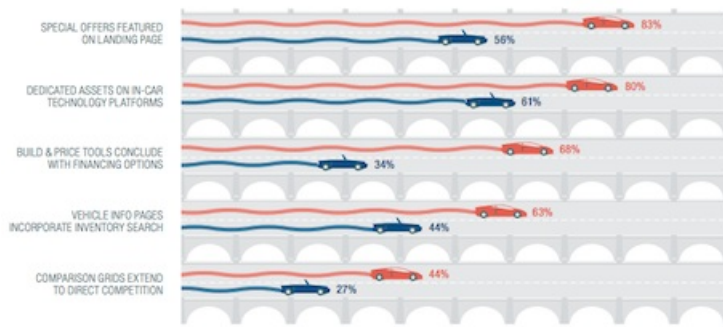 SPECIAL OFFERS FEATURED
ON LANDING PAGE
83%
56%
DEDICATED ASSETS ON IN-CAR
TECHNOLOGY PLATFORMS
80%
61%
BUILD & PRICE TOOLS CONCLUDE
WITH FINANCING OPTIONS
68%
34%
VEHICLE INFO PAGES
INCORPORATE INVENTORY SEARCH
63%
44%
COMPARISON GRIDS EXTEND
TO DIRECT COMPETITION
44%
27%